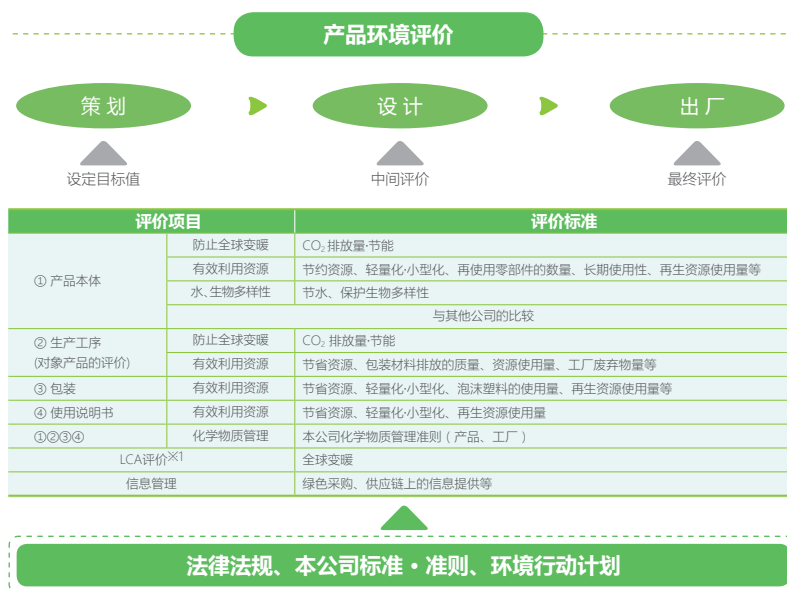 产品环境评价
策 划 设 计 出 厂
设定目标值 中间评价 最终评价
评价项目 评价标准
① 产品本体
防止全球变暖 CO₂ 排放量·节能
有效利用资源 节约资源、轻量化·小型化、再使用零部件的数量、长期使用性、再生资源使用量等
水、生物多样性 节水、保护生物多样性
与其他公司的比较
② 生产工序
(对象产品的评价)
防止全球变暖 CO₂ 排放量·节能
有效利用资源 节省资源、包装材料排放的质量、资源使用量、工厂废弃物量等
③ 包装 有效利用资源 节省资源、轻量化·小型化、泡沫塑料的使用量、再生资源使用量等
④ 使用说明书 有效利用资源 节省资源、轻量化·小型化、再生资源使用量
①②③④ 化学物质管理 本公司化学物质管理准则（产品、工厂）
LCA评价※1 全球变暖
信息管理 绿色采购、供应链上的信息提供等
法律法规、本公司标准・准则、环境行动计划